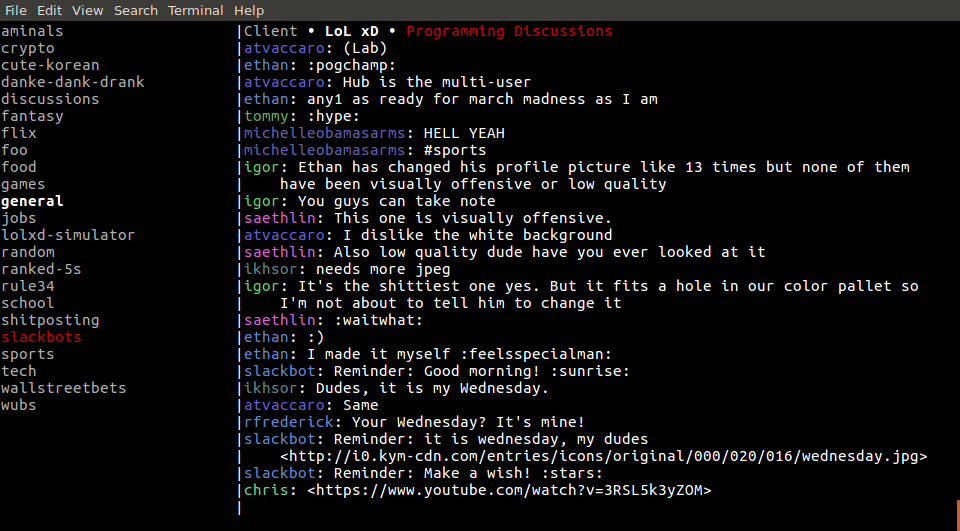 File Edit View Search Terminal Help
aminals |Client • LoL xD • Programming Discussions
crypto |atvaccaro: (Lab)
cute-korean |ethan: :pogchamp:
danke-dank-drank |atvaccaro: Hub is the multi-user
discussions |ethan: any1 as ready for march madness as I am
fantasy |tommy: :hype:
flix |michelleobamasarms: HELL YEAH
foo |michelleobamasarms: #sports
food |igor: Ethan has changed his profile picture like 13 times but none of them
games | have been visually offensive or low quality
general |igor: You guys can take note
jobs |saethlin: This one is visually offensive.
lolxd-simulator |atvaccaro: I dislike the white background
random |saethlin: Also low quality dude have you ever looked at it
ranked-5s |ikhsor: needs more jpeg
rule34 |igor: It's the shittiest one yes. But it fits a hole in our color pallet so
school | I'm not about to tell him to change it
shitposting |saethlin: :waitwhat:
slackbots |ethan: :)
sports |ethan: I made it myself :feelsspecialman:
tech |slackbot: Reminder: Good morning! :sunrise:
wallstreetbets |ikhsor: Dudes, it is my Wednesday.
wubs |atvaccaro: Same
|rfrederick: Your Wednesday? It's mine!
|slackbot: Reminder: it is wednesday, my dudes
| <http://i0.kym-cdn.com/entries/icons/original/000/020/016/wednesday.jpg>
|slackbot: Reminder: Make a wish! :stars:
|chris: <https://www.youtube.com/watch?v=3RSL5k3yZOM>
|